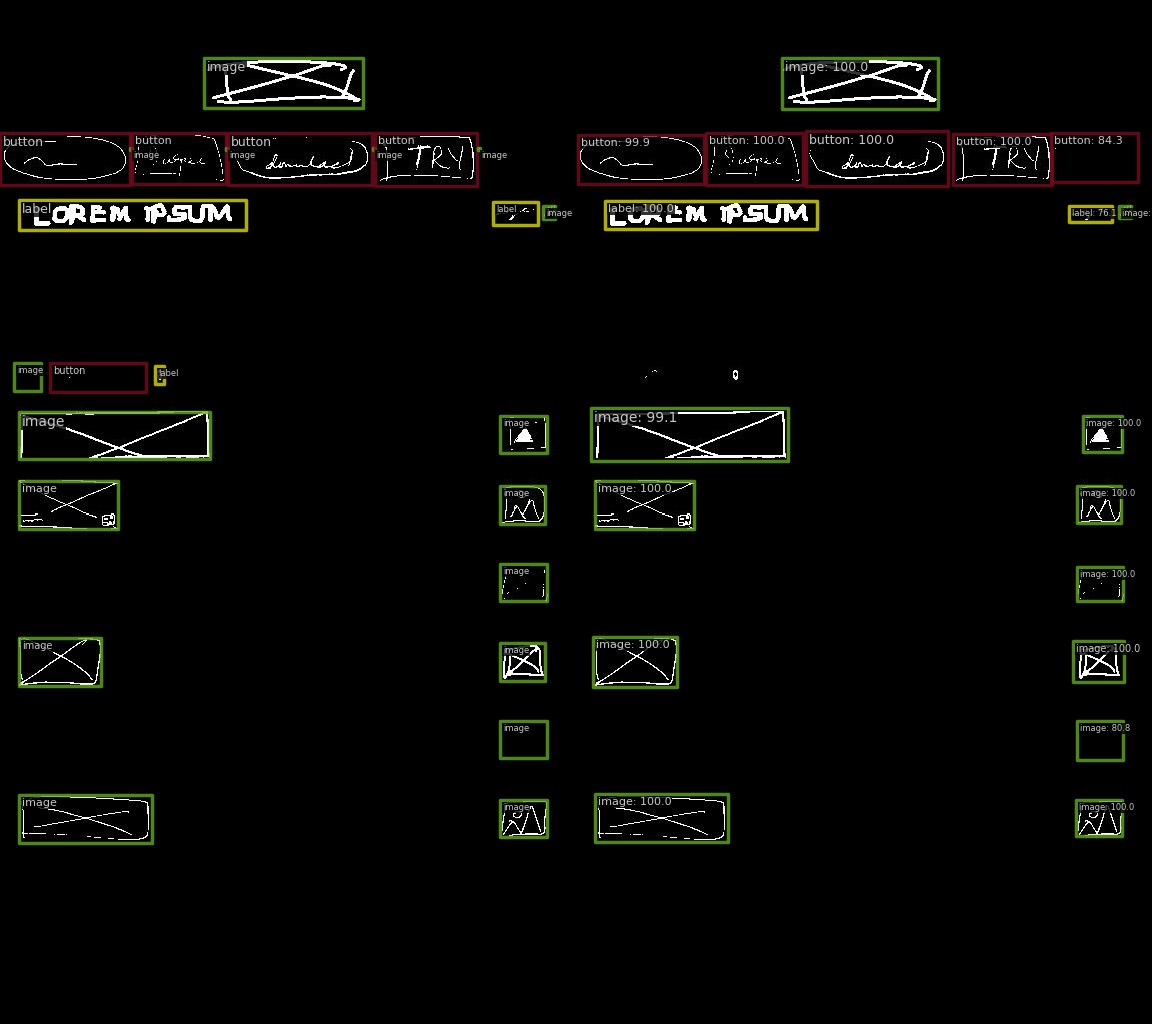 image image: 100.0
button button button button button: 99.9 button: 100.0 button: 100.0 button: 100.0 button: 84.3
image image image image
download TRY download TRY
label LOREM IPSUM label image label: 100.0 LOREM IPSUM label: 76.1 image:
image button label
image image image: 99.1 image: 100.0
image image image: 100.0 image: 100.0
image image: 100.0
image image image: 100.0 image: 100.0
image image: 80.8
image image image: 100.0 image: 100.0